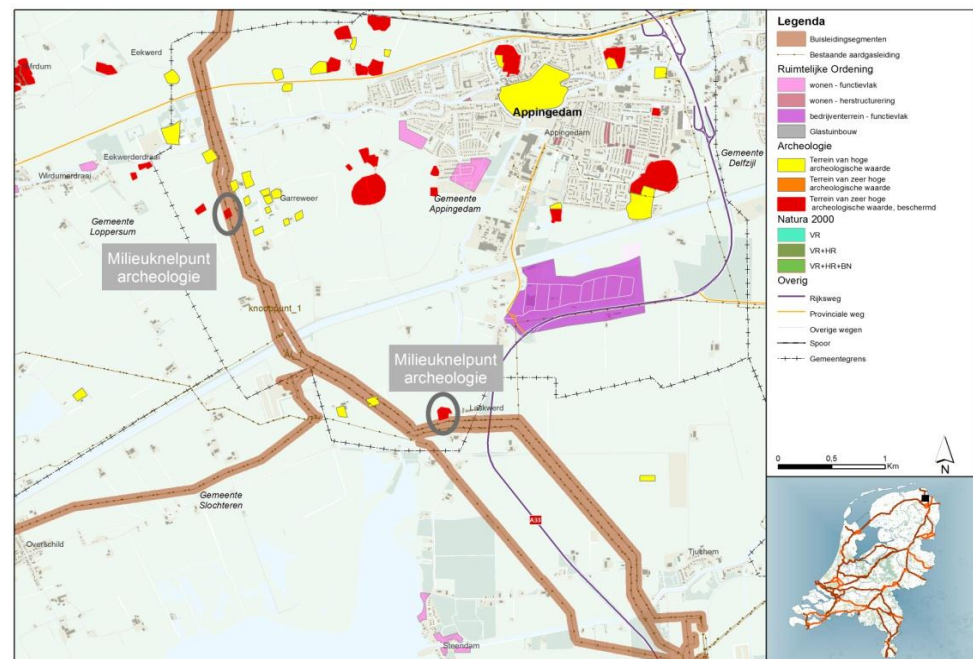 Eekwerd
Appingedam
Appingedam
Gemeente
Delfzijl
Eekwerderdraai
Wirdumerdraai
Garreweer
Gemeente
Appingedam
Gemeente
Loppersum
Milieuknelpunt
archeologie
knooppunt_1
Milieuknelpunt
archeologie
Laskwerd
Gemeente
Slochteren
Overschild
A33
Tjuchem
Steendam
Legenda
Buisleidingsegmenten
Bestaande aardgasleiding
Ruimtelijke Ordening
wonen - functievlak
wonen - herstructurering
bedrijventerrein - functievlak
Glastuinbouw
Archeologie
Terrein van hoge
archeologische waarde
Terrein van zeer hoge
archeologische waarde
Terrein van zeer hoge
archeologische waarde, beschermd
Natura 2000
VR
VR+HR
VR+HR+BN
Overig
Rijksweg
Provinciale weg
Overige wegen
Spoor
Gemeentegrens
0 0,5 1
Km
N